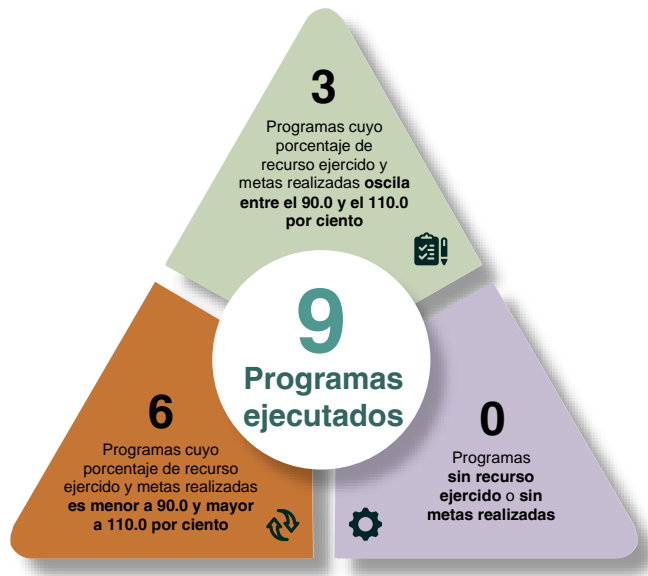 3
Programas cuyo
porcentaje de
recurso ejercido y
metas realizadas oscila
entre el 90.0 y el 110.0
por ciento
9
Programas
ejecutados
6
Programas cuyo
porcentaje de recurso
ejercido y metas realizadas
es menor a 90.0 y mayor
a 110.0 por ciento
0
Programas
sin recurso
ejercido o sin
metas realizadas